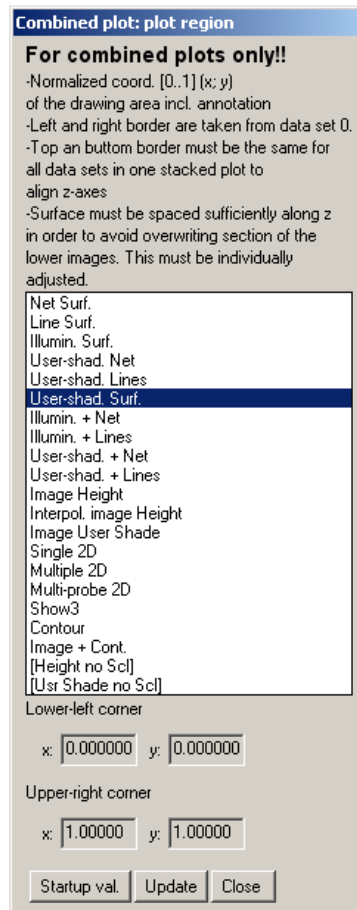 Combined plot: plot region
For combined plots only!!
-Normalized coord. [0..1] (x; y)
of the drawing area incl. annotation
-Left and right border are taken from data set 0.
-Top an buttom border must be the same for
all data sets in one stacked plot to
align z-axes
-Surface must be spaced sufficiently along z
in order to avoid overwriting section of the
lower images. This must be individually
adjusted.
Net Surf.
Line Surf.
Illumin. Surf.
User-shad. Net
User-shad. Lines
User-shad. Surf.
Illumin. + Net
Illumin. + Lines
User-shad. + Net
User-shad. + Lines
Image Height
Interpol. image Height
Image User Shade
Single 2D
Multiple 2D
Multi-probe 2D
Show3
Contour
Image + Cont.
[Height no Scl]
[Usr Shade no Scl]
Lower-left corner
x: 0.000000 y: 0.000000
Upper-right corner
x: 1.00000 y: 1.00000
Startup val. Update Close